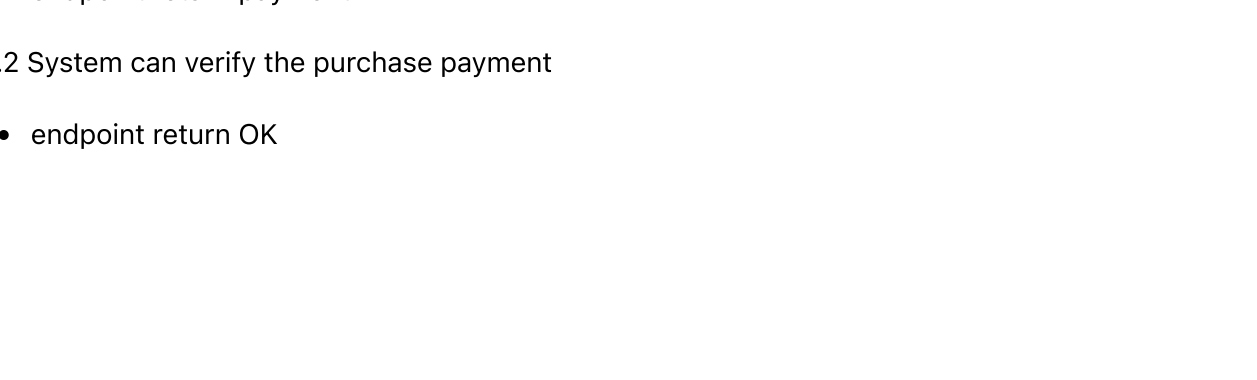 .2 System can verify the purchase payment
• endpoint return OK